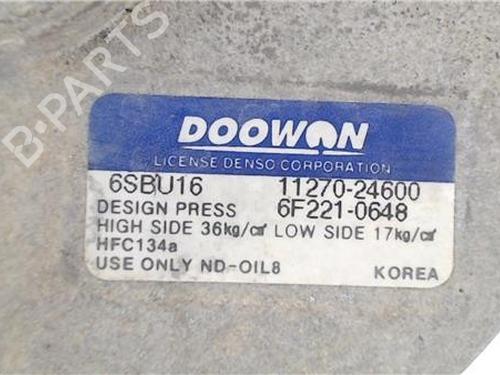 B-PARTS
DOOWON
LICENSE DENSO CORPORATION
6SBU16 11270-24600
DESIGN PRESS 6F221-0648
HIGH SIDE 36kg/㎠ LOW SIDE 17kg/㎠
HFC134a
USE ONLY ND-OIL8 KOREA